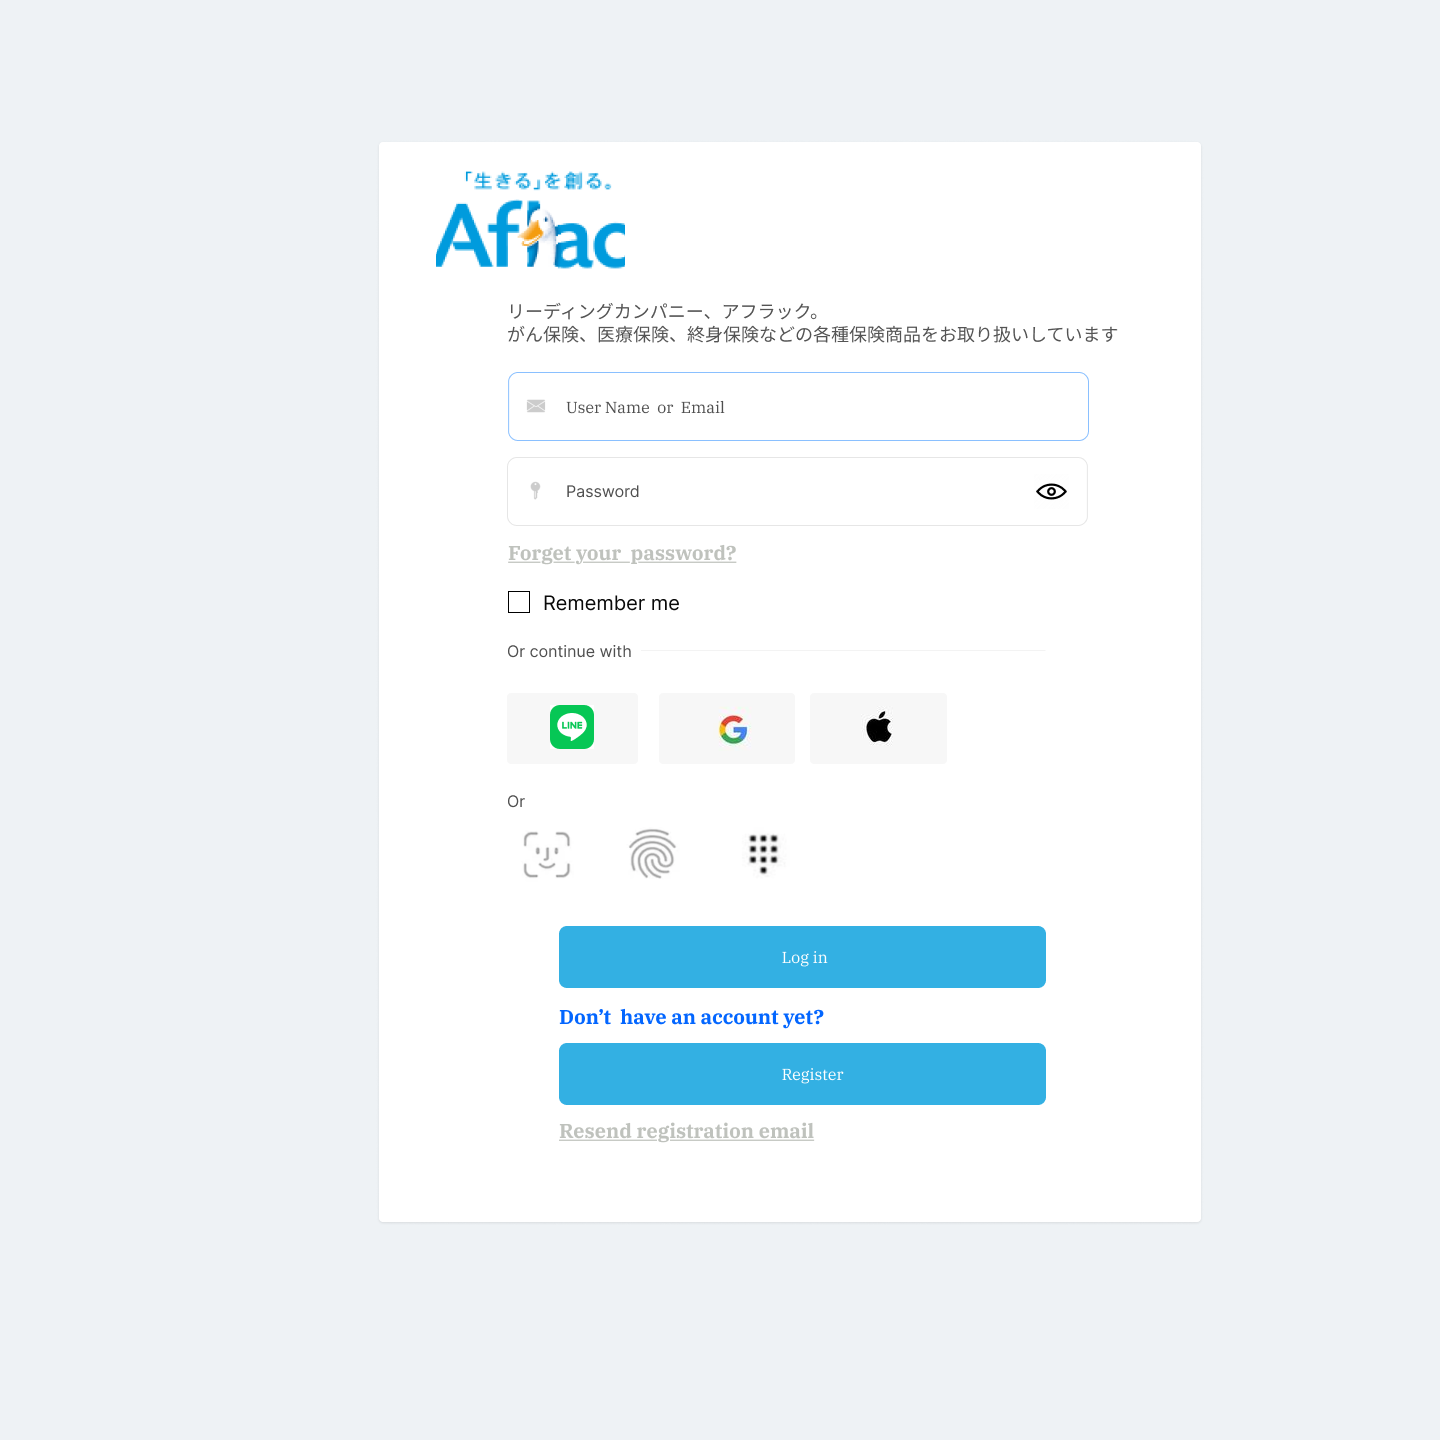 「生きる」を創る。
Aflac
リーディングカンパニー、アフラック。
がん保険、医療保険、終身保険などの各種保険商品をお取り扱いしています
User Name  or  Email
Password
Forget your  password?
Remember me
Or continue with
LINE
Or
Log in
Don’t  have an account yet?
Register
Resend registration email